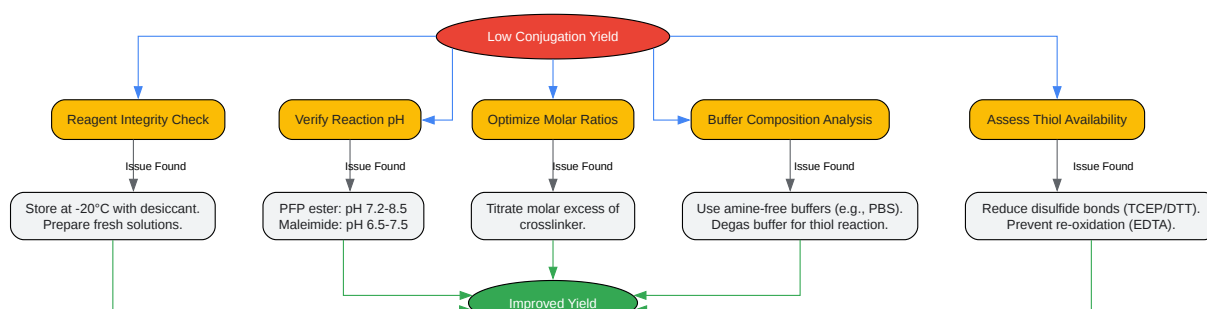 Low Conjugation Yield
Reagent Integrity Check
Verify Reaction pH
Optimize Molar Ratios
Buffer Composition Analysis
Assess Thiol Availability
Issue Found
Issue Found
Issue Found
Issue Found
Issue Found
Store at -20°C with desiccant.
Prepare fresh solutions.
PFP ester: pH 7.2-8.5
Maleimide: pH 6.5-7.5
Titrate molar excess of
crosslinker.
Use amine-free buffers (e.g., PBS).
Degas buffer for thiol reaction.
Reduce disulfide bonds (TCEP/DTT).
Prevent re-oxidation (EDTA).
Improved Yield